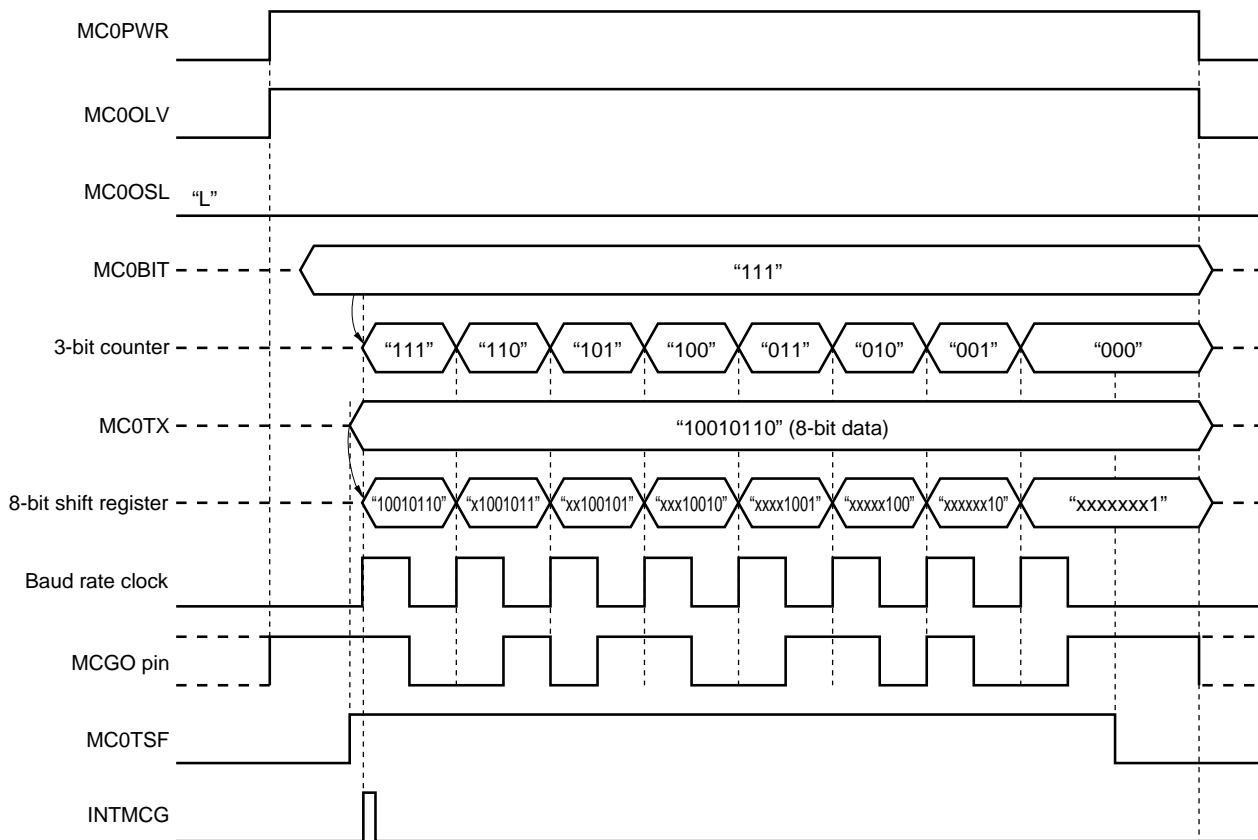 MC0PWR
MC0OLV
MC0OSL “L”
MC0BIT “111”
3-bit counter “111” “110” “101” “100” “011” “010” “001” “000”
MC0TX “10010110” (8-bit data)
8-bit shift register “10010110” “x1001011” “xx100101” “xxx10010” “xxxx1001” “xxxxx100” “xxxxxx10” “xxxxxxx1”
Baud rate clock
MCGO pin
MC0TSF
INTMCG